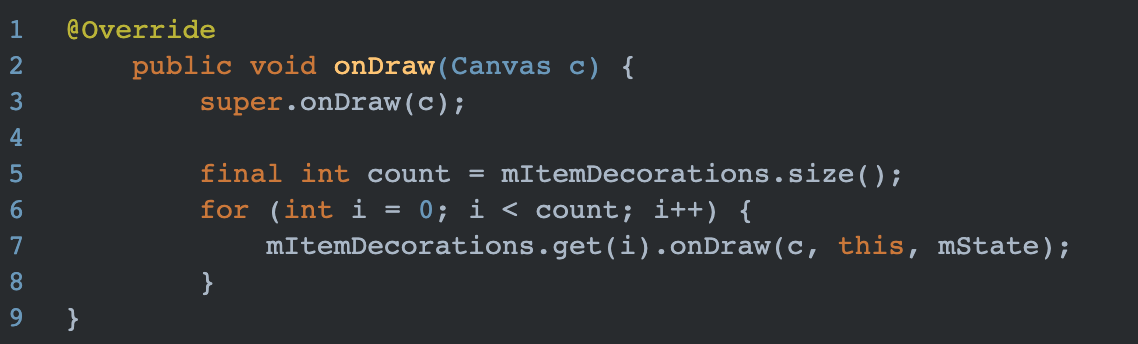 1 @Override
2 public void onDraw(Canvas c) {
3 super.onDraw(c);
4
5 final int count = mItemDecorations.size();
6 for (int i = 0; i < count; i++) {
7 mItemDecorations.get(i).onDraw(c, this, mState);
8 }
9 }